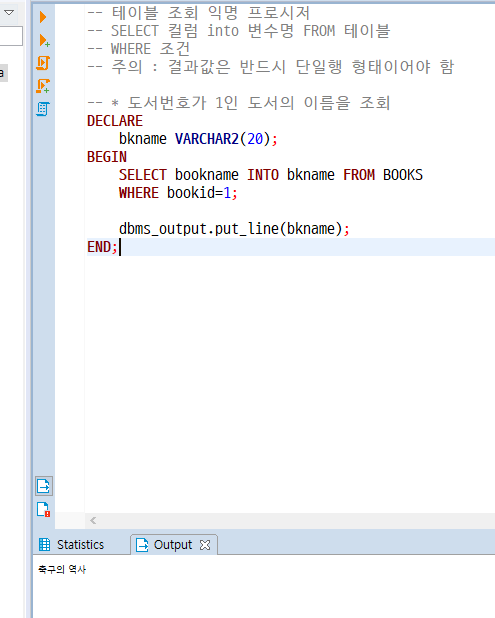 -- 테이블 조회 익명 프로시저
-- SELECT 컬럼 into 변수명 FROM 테이블
-- WHERE 조건
-- 주의 : 결과값은 반드시 단일행 형태이어야 함
-- * 도서번호가 1인 도서의 이름을 조회
DECLARE
bkname VARCHAR2(20);
BEGIN
SELECT bookname INTO bkname FROM BOOKS
WHERE bookid=1;
dbms_output.put_line(bkname);
END;
Statistics Output
축구의 역사